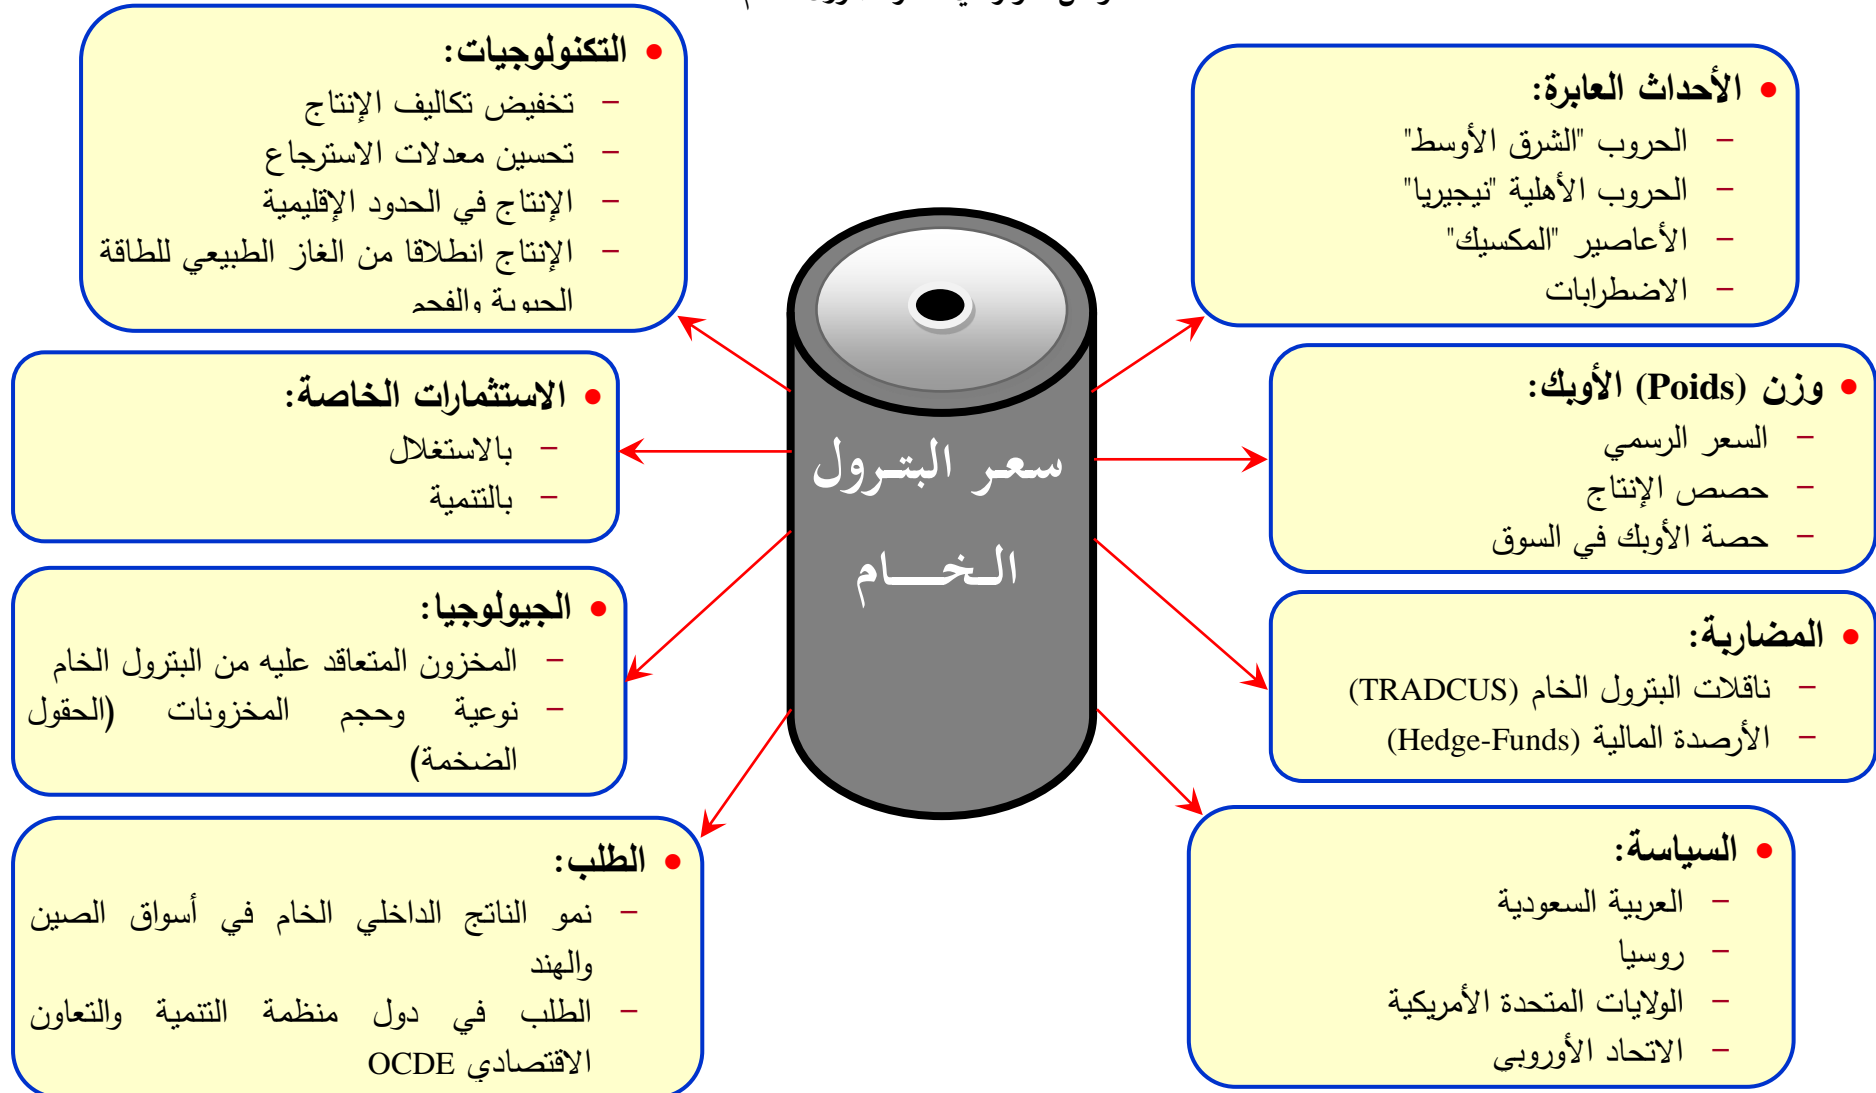 الأحداث العابرة:
– الحروب "الشرق الأوسط"
– الحروب الأهلية "نيجيريا"
– الأعاصير "المكسيك"
– الاضطرابات
وزن (Poids) الأوبك:
– السعر الرسمي
– حصص الإنتاج
– حصة الأوبك في السوق
المضاربة:
– ناقلات البترول الخام (TRADCUS)
– الأرصدة المالية (Hedge-Funds)
السياسة:
– العربية السعودية
– روسيا
– الولايات المتحدة الأمريكية
– الاتحاد الأوروبي
سعر البترول
الخام
التكنولوجيات:
– تخفيض تكاليف الإنتاج
– تحسين معدلات الاسترجاع
– الإنتاج في الحدود الإقليمية
– الإنتاج انطلاقا من الغاز الطبيعي للطاقة
الحيوية والفحم
الاستثمارات الخاصة:
– بالاستغلال
– بالتنمية
الجيولوجيا:
– المخزون المتعاقد عليه من البترول الخام
– نوعية وحجم المخزونات (الحقول
الضخمة)
الطلب:
– نمو الناتج الداخلي الخام في أسواق الصين
والهند
– الطلب في دول منظمة التنمية والتعاون
الاقتصادي OCDE